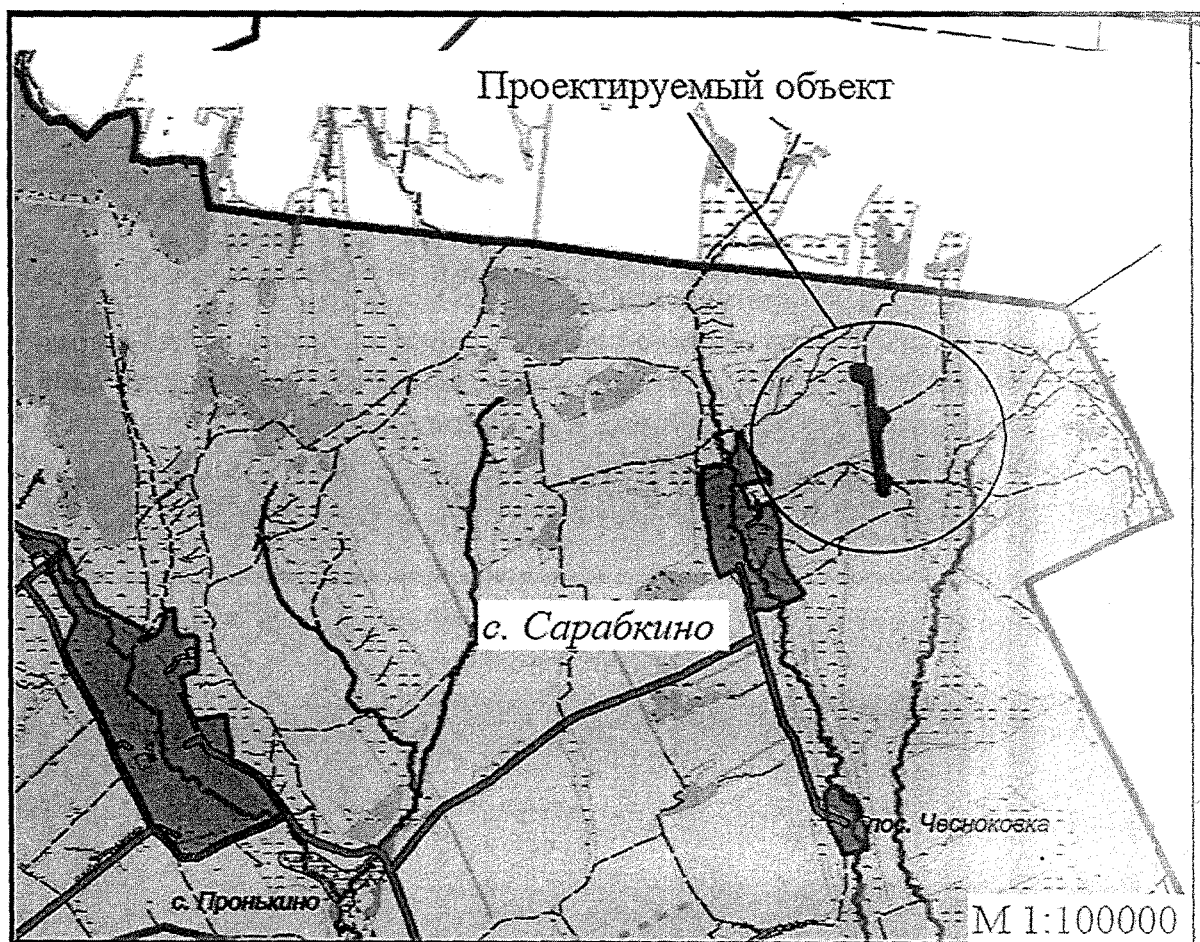 Проектируемый объект
с. Сарабкино
пос. Чесноковка
с. Пронькино
М 1:100000